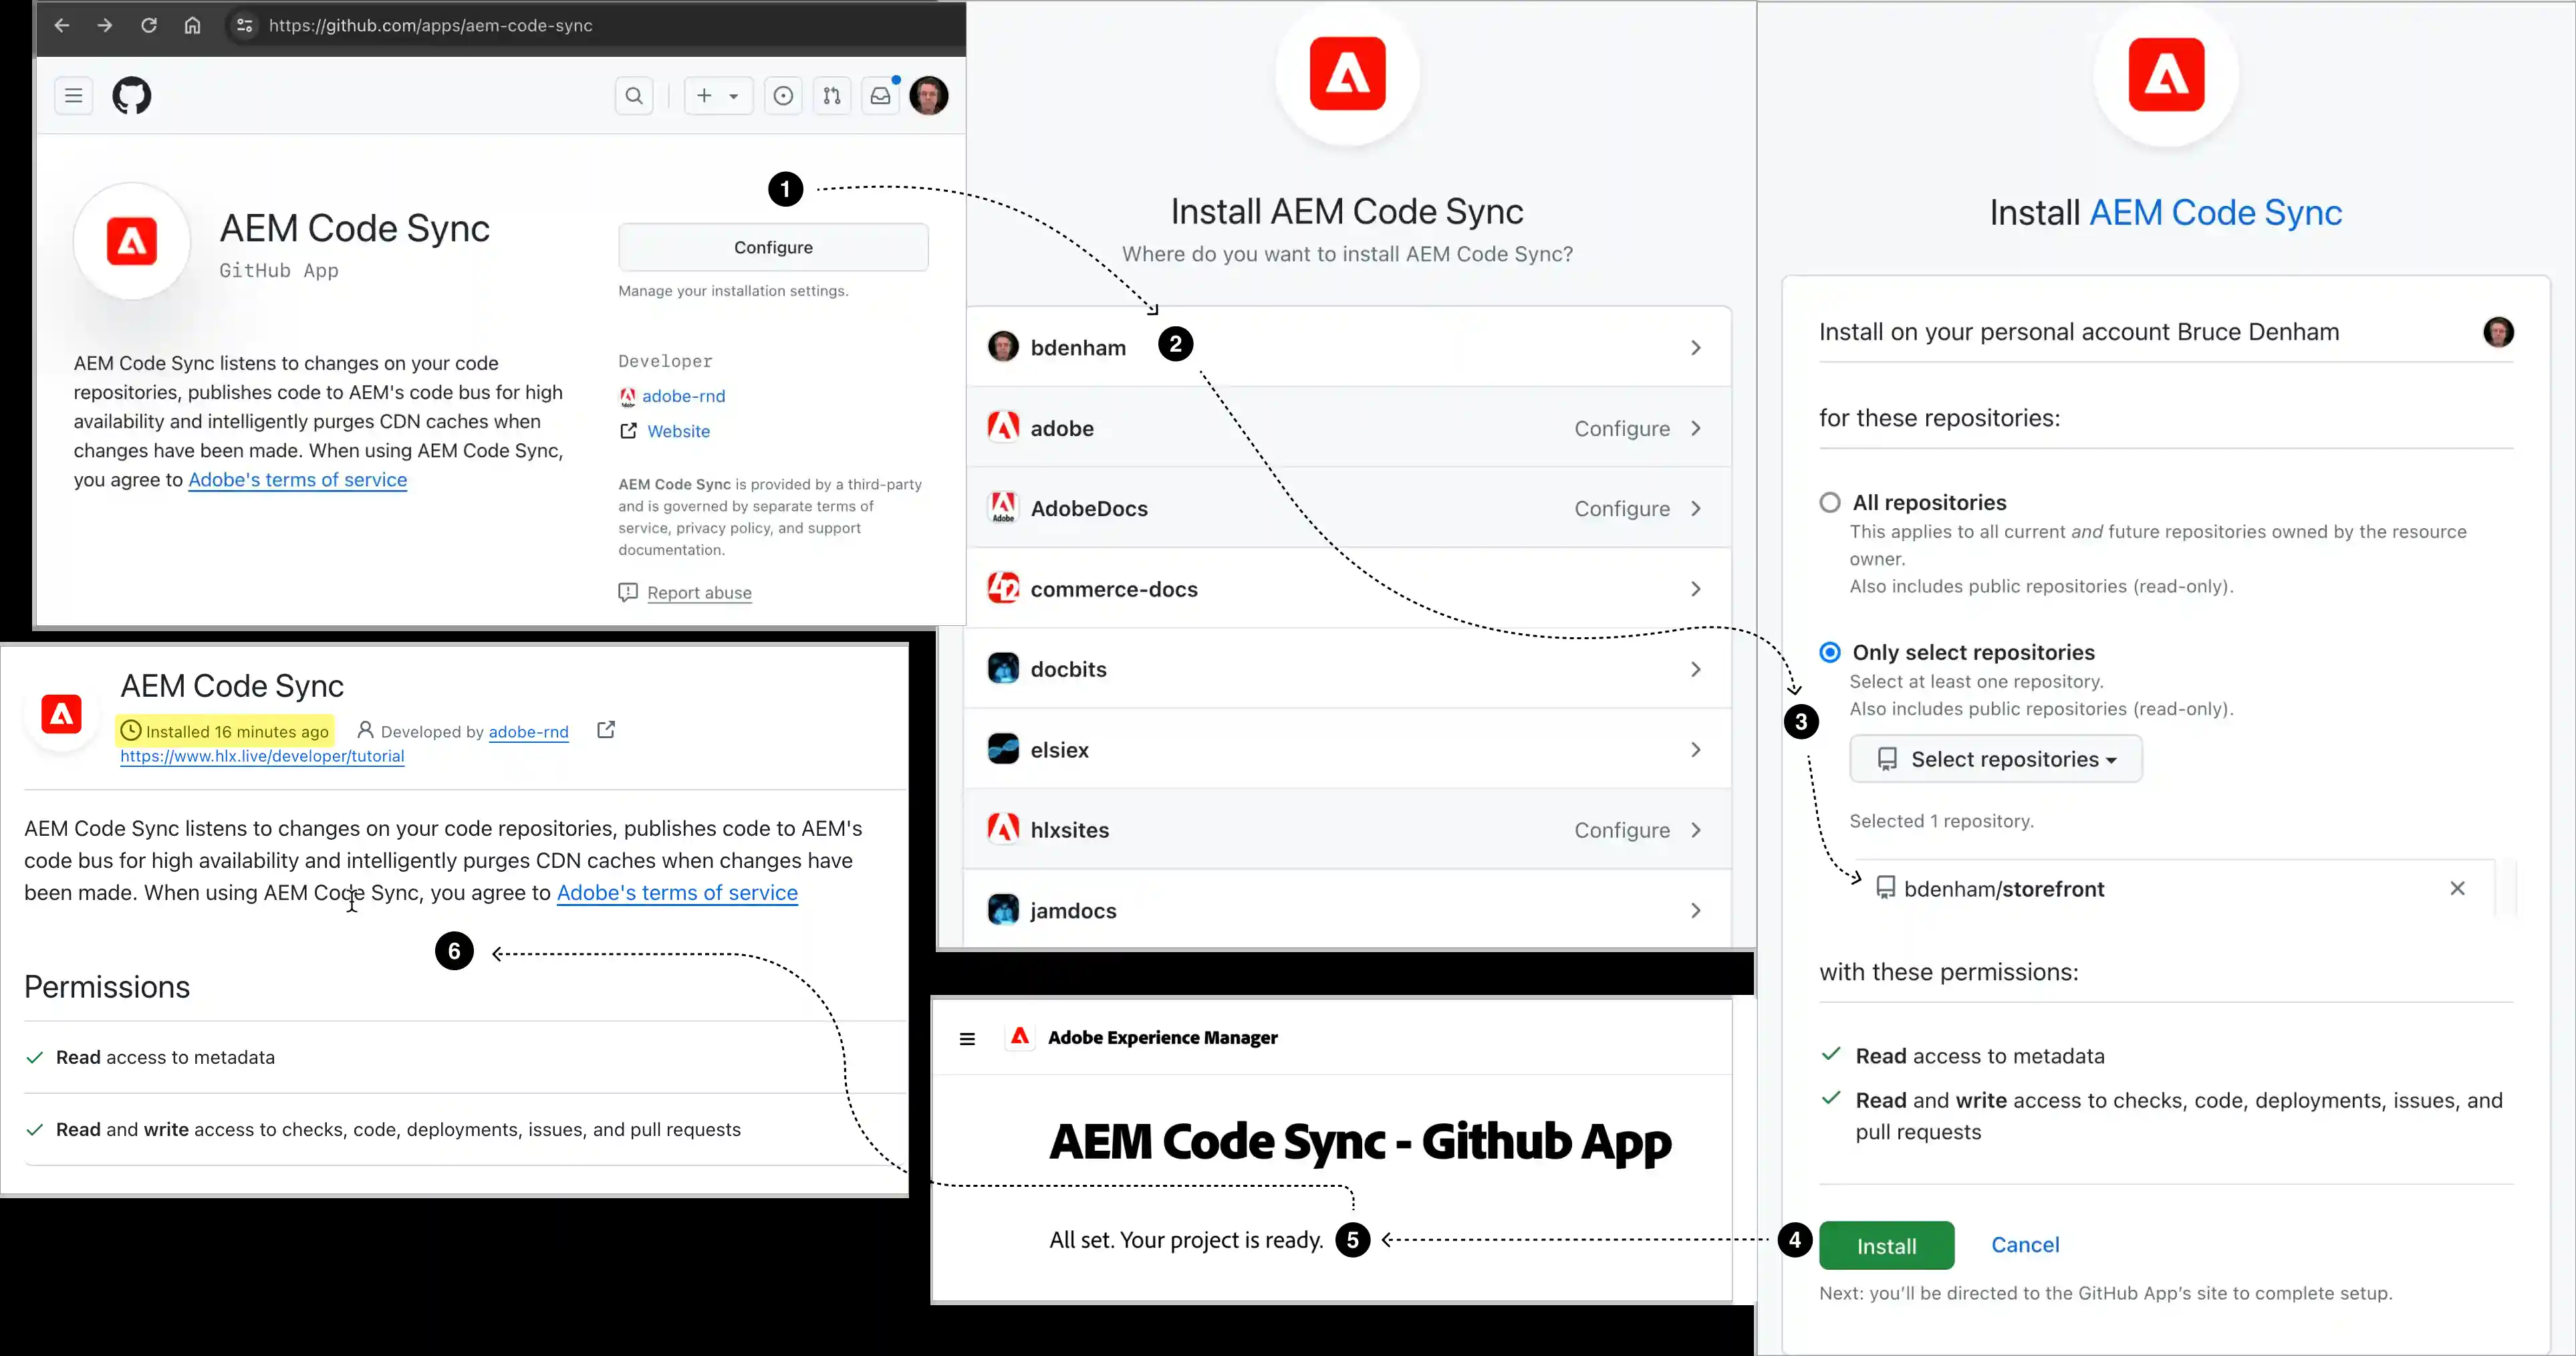 https://github.com/apps/aem-code-sync
AEM Code Sync
GitHub App
AEM Code Sync listens to changes on your code
repositories, publishes code to AEM's code bus for high
availability and intelligently purges CDN caches when
changes have been made. When using AEM Code Sync,
you agree to Adobe's terms of service
1
Configure
Manage your installation settings.
Developer
adobe-rnd
Website
AEM Code Sync is provided by a third-party
and is governed by separate terms of
service, privacy policy, and support
documentation.
Report abuse
Install AEM Code Sync
Where do you want to install AEM Code Sync?
bdenham
2
adobe Configure
AdobeDocs Configure
commerce-docs
docbits
elsiex
hlxsites Configure
jamdocs
Install AEM Code Sync
Install on your personal account Bruce Denham
for these repositories:
All repositories
This applies to all current and future repositories owned by the resource
owner.
Also includes public repositories (read-only).
Only select repositories
Select at least one repository.
Also includes public repositories (read-only).
3
Select repositories
Selected 1 repository.
bdenham/storefront
with these permissions:
Read access to metadata
Read and write access to checks, code, deployments, issues, and
pull requests
4
Install Cancel
Next: you'll be directed to the GitHub App's site to complete setup.
Adobe Experience Manager
AEM Code Sync - Github App
All set. Your project is ready.
5
AEM Code Sync
Installed 16 minutes ago Developed by adobe-rnd
https://www.hlx.live/developer/tutorial
AEM Code Sync listens to changes on your code repositories, publishes code to AEM's
code bus for high availability and intelligently purges CDN caches when changes have
been made. When using AEM Code Sync, you agree to Adobe's terms of service
6
Permissions
Read access to metadata
Read and write access to checks, code, deployments, issues, and pull requests